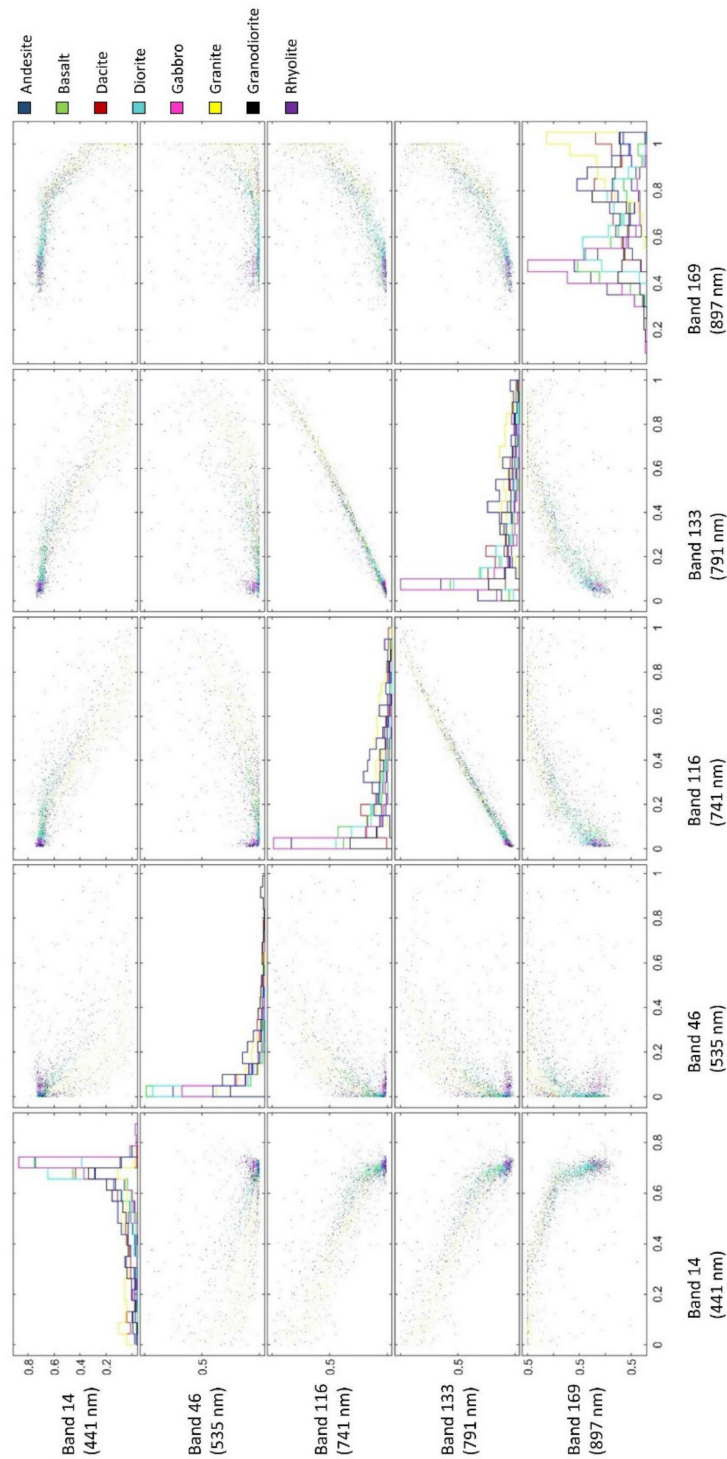 Andesite
Basalt
Dacite
Diorite
Gabbro
Granite
Granodiorite
Rhyolite
Band 14
(441 nm)
0.8
0.6
0.4
0.2
Band 46
(535 nm)
0.5
Band 116
(741 nm)
0.5
Band 133
(791 nm)
0.5
Band 169
(897 nm)
0.5
0.5
0.5
0 0.2 0.4 0.6 0.8
0 0.2 0.4 0.6 0.8 1
0 0.2 0.4 0.6 0.8 1
0 0.2 0.4 0.6 0.8 1
0.2 0.4 0.6 0.8 1
Band 14
(441 nm)
Band 46
(535 nm)
Band 116
(741 nm)
Band 133
(791 nm)
Band 169
(897 nm)